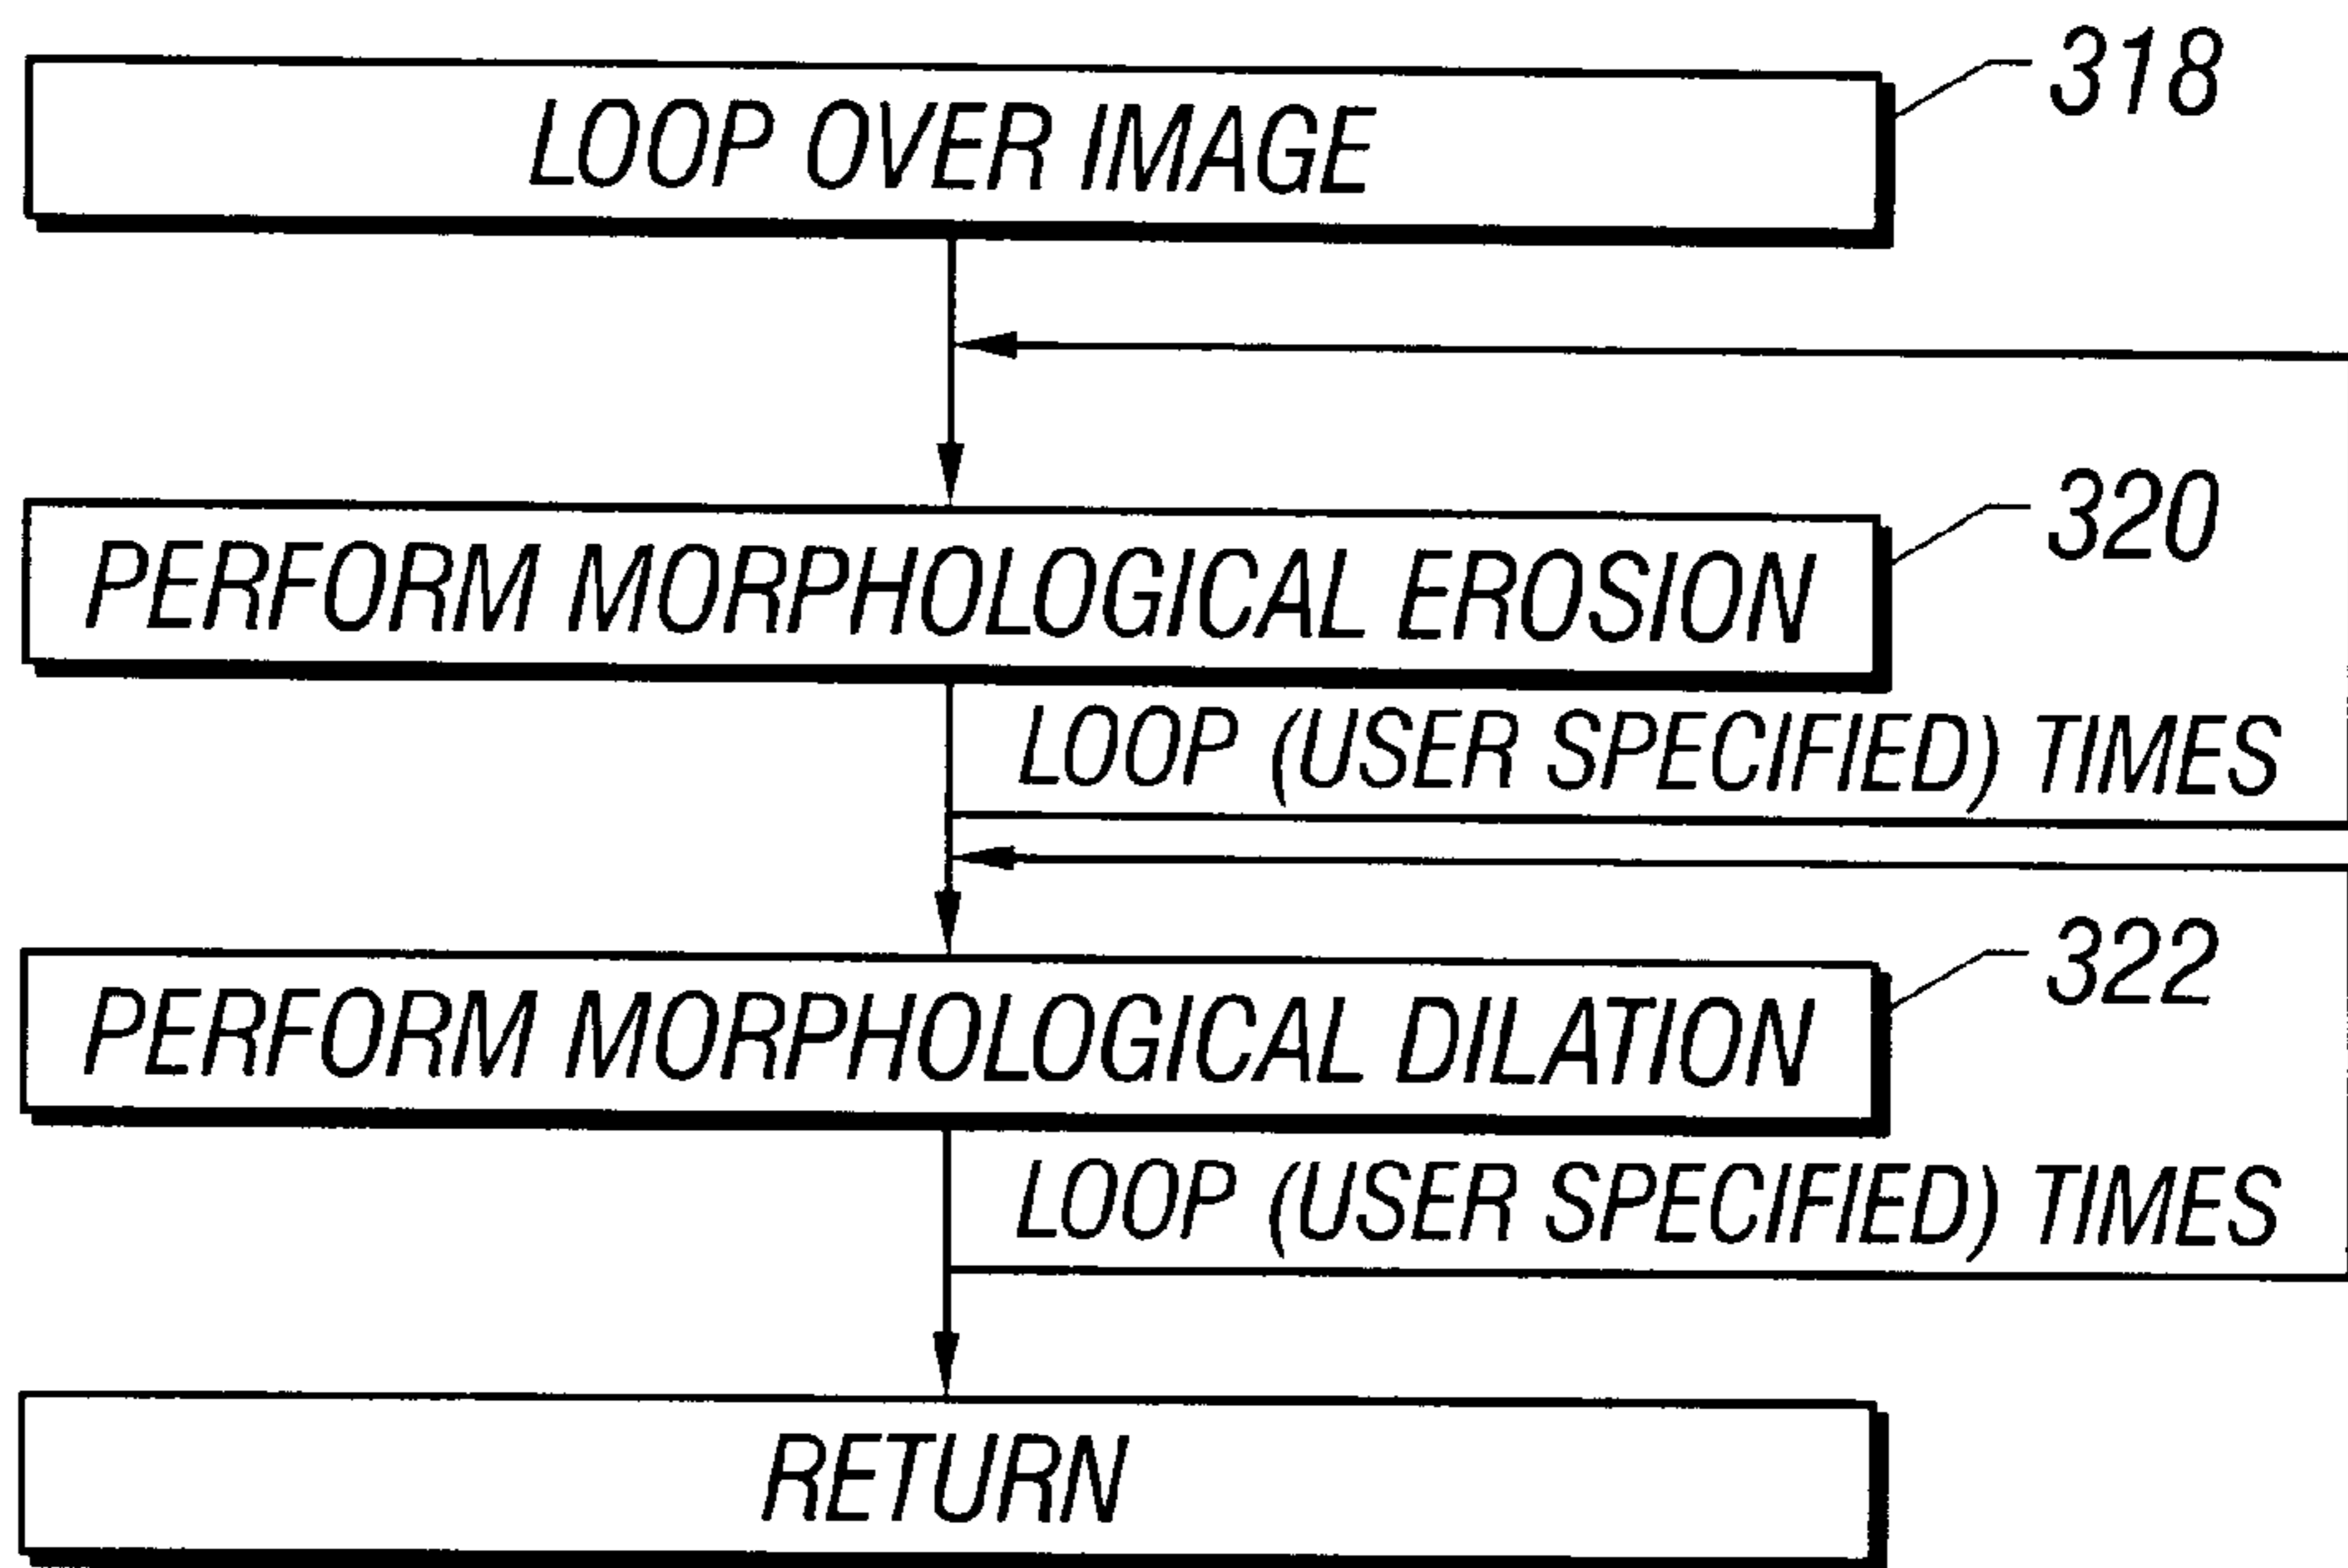 318
LOOP OVER IMAGE
320
PERFORM MORPHOLOGICAL EROSION
LOOP (USER SPECIFIED) TIMES
322
PERFORM MORPHOLOGICAL DILATION
LOOP (USER SPECIFIED) TIMES
RETURN